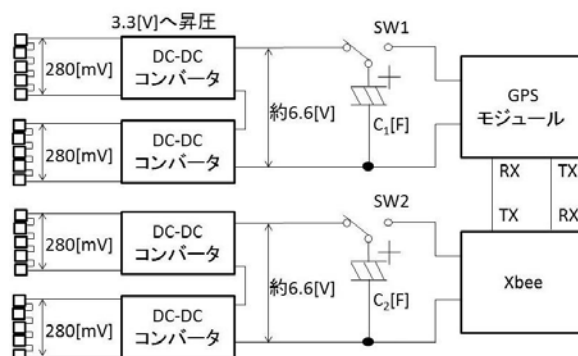 3.3[V]へ昇圧
280[mV]
DC-DC
コンバータ
280[mV]
DC-DC
コンバータ
約6.6[V]
SW1
C1[F]
GPS
モジュール
RX
TX
TX
RX
280[mV]
DC-DC
コンバータ
280[mV]
DC-DC
コンバータ
約6.6[V]
SW2
C2[F]
Xbee